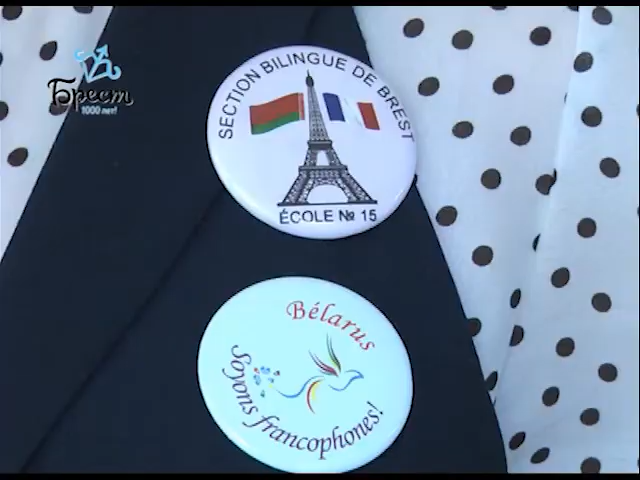 Брест
1000 лет!
SECTION BILINGUE DE BREST
ÉCOLE № 15
Bélarus
Soyons francophones!